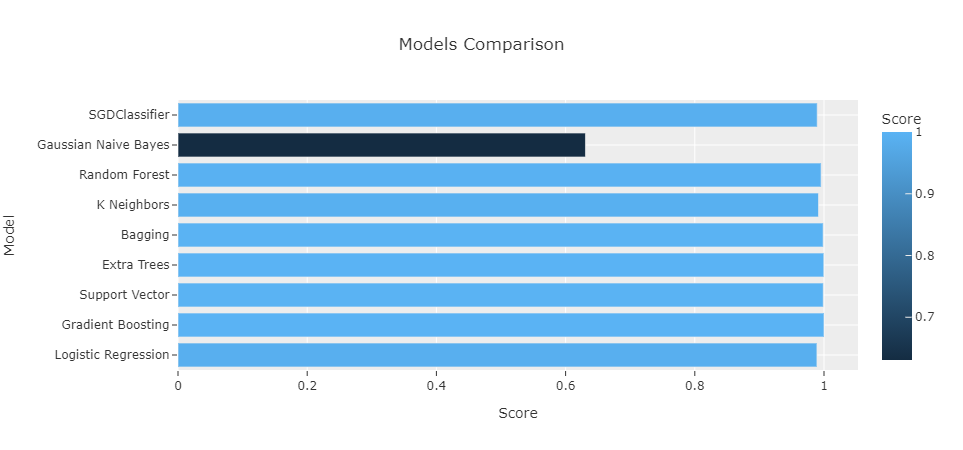 Models Comparison
SGDClassifier
Gaussian Naive Bayes
Random Forest
K Neighbors
Bagging
Extra Trees
Support Vector
Gradient Boosting
Logistic Regression
Model
0 0.2 0.4 0.6 0.8 1
Score
Score
1
0.9
0.8
0.7